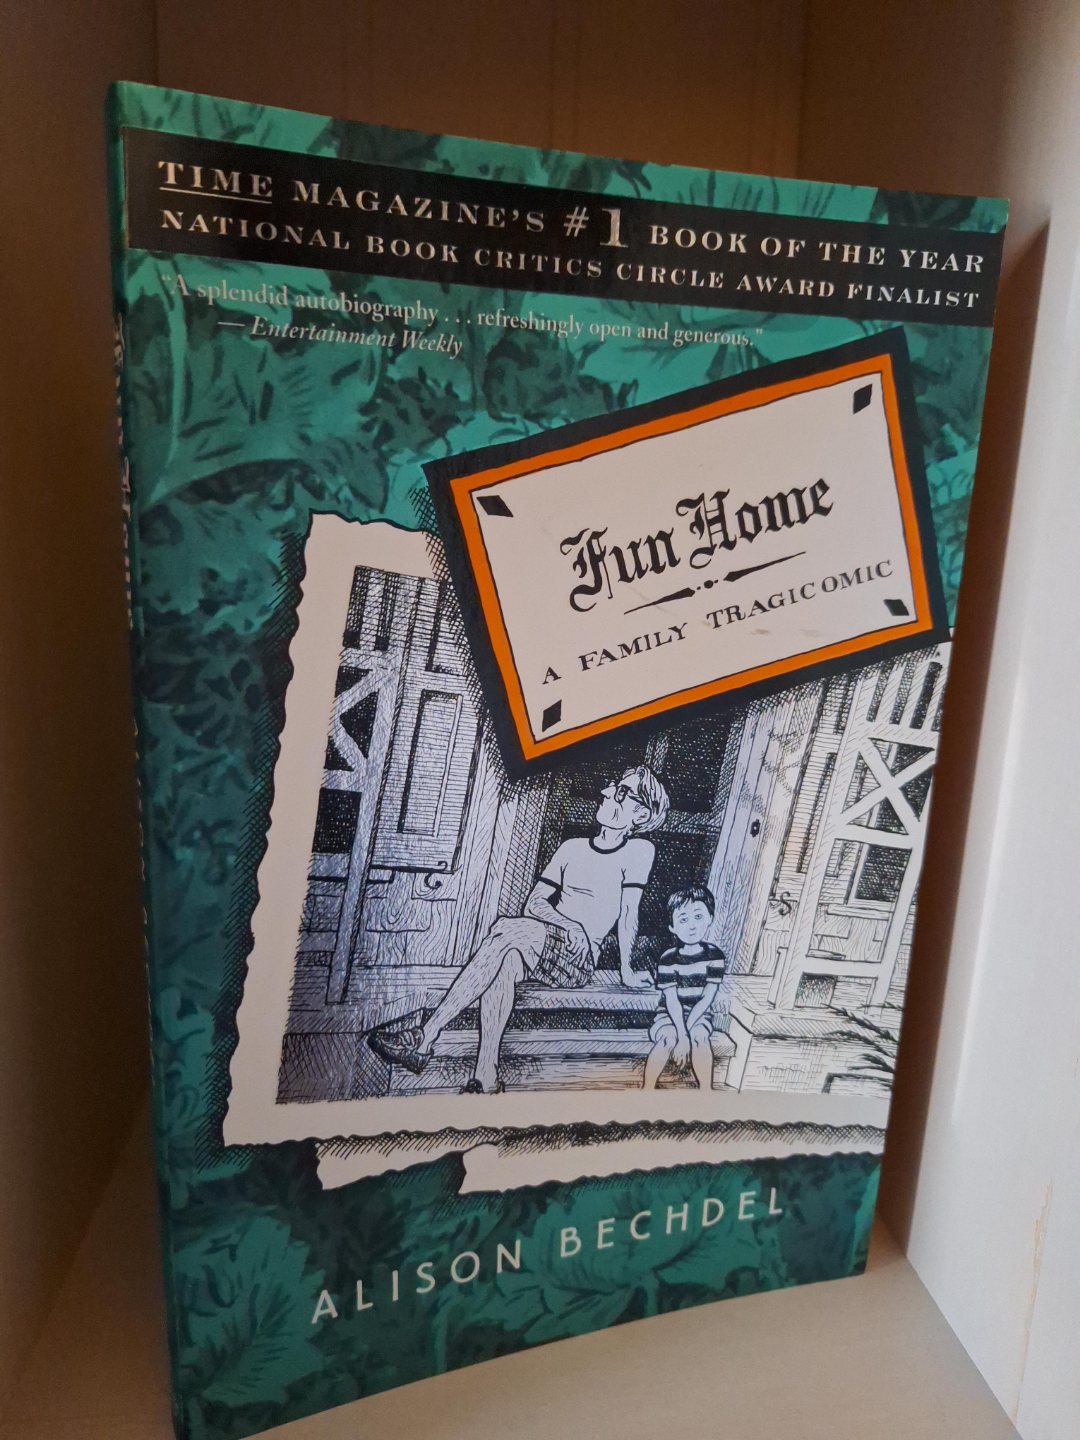 TIME MAGAZINE'S #1 BOOK OF THE YEAR
NATIONAL BOOK CRITICS CIRCLE AWARD FINALIST
"A splendid autobiography . . . refreshingly open and generous."
— Entertainment Weekly
Fun Home
A FAMILY TRAGICOMIC
ALISON BECHDEL